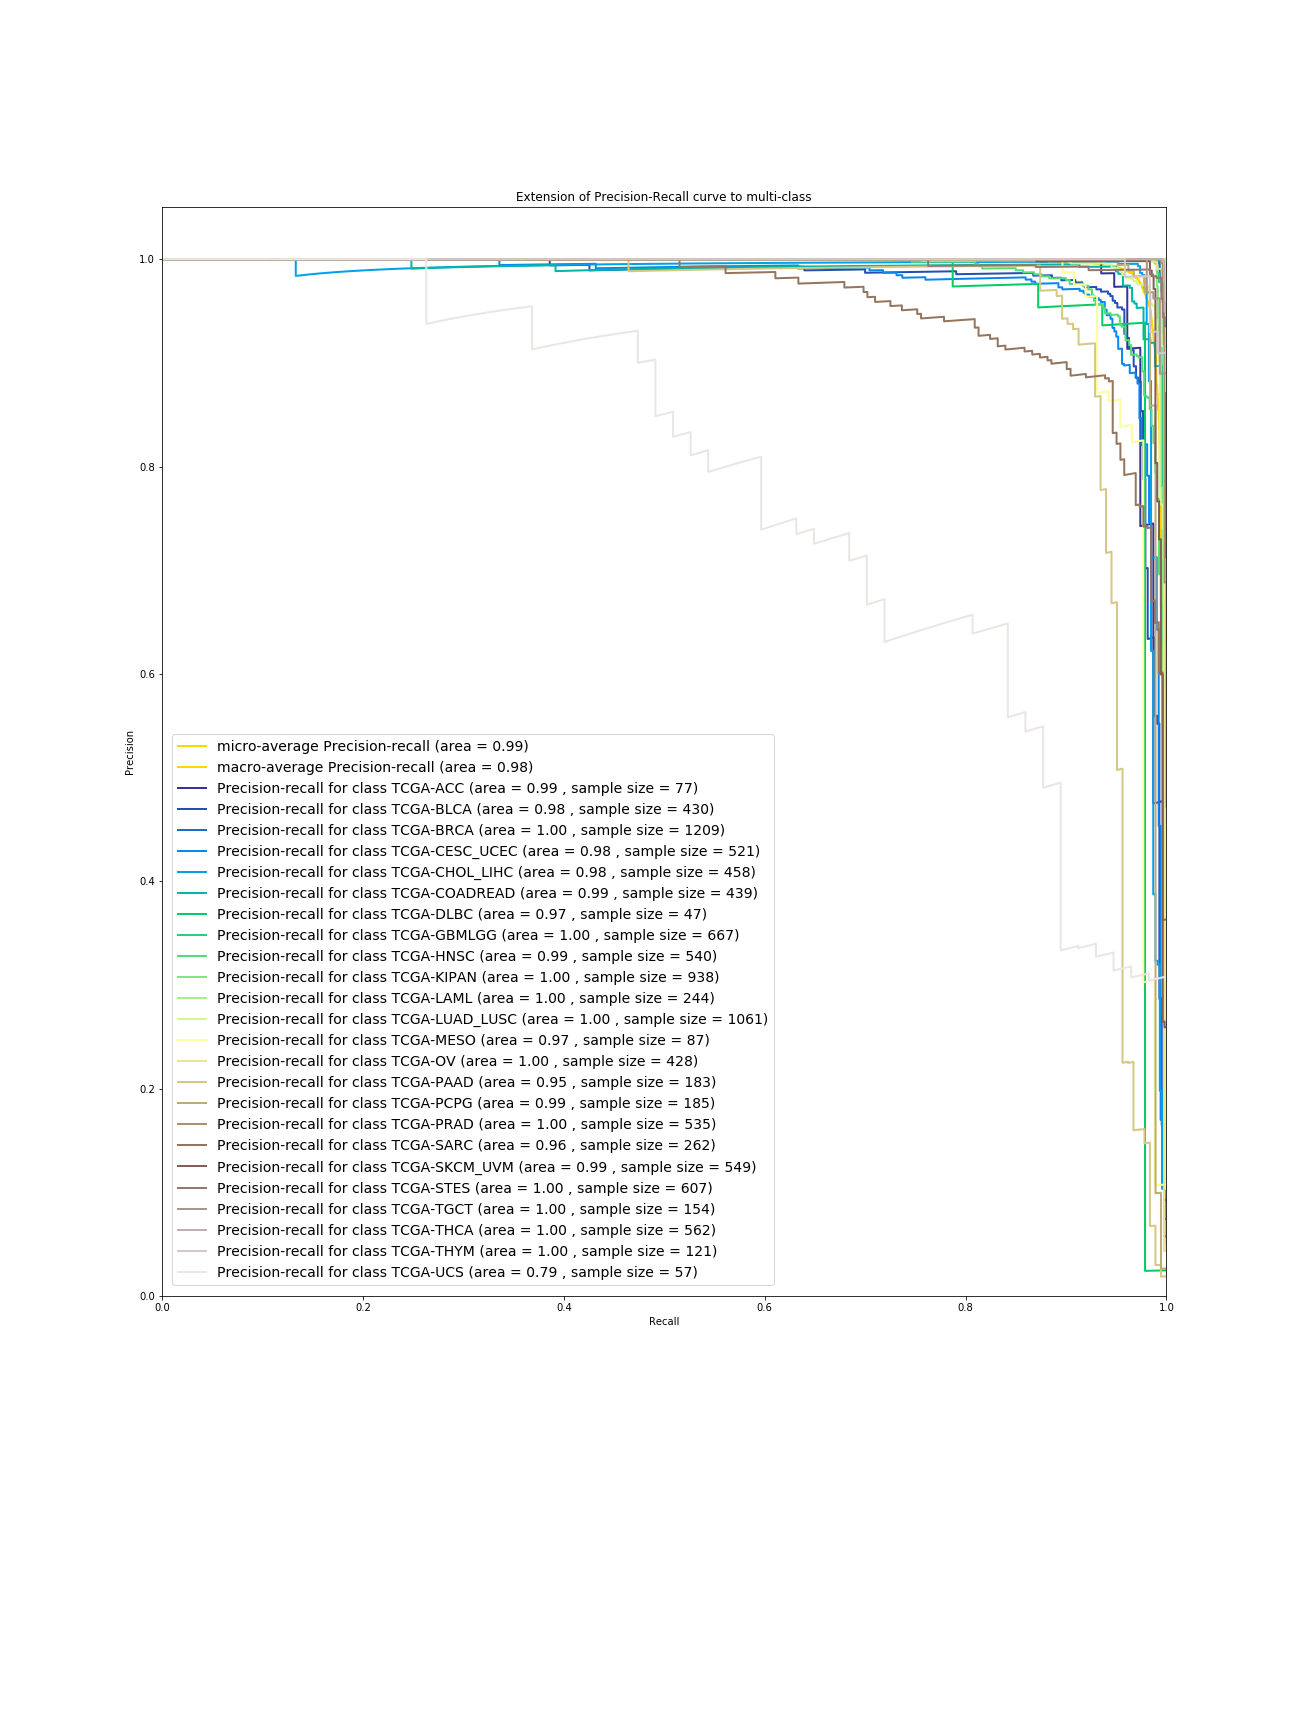 Extension of Precision-Recall curve to multi-class
1.0
0.8
0.6
0.4
0.2
0.0
Precision
micro-average Precision-recall (area = 0.99)
macro-average Precision-recall (area = 0.98)
Precision-recall for class TCGA-ACC (area = 0.99 , sample size = 77)
Precision-recall for class TCGA-BLCA (area = 0.98 , sample size = 430)
Precision-recall for class TCGA-BRCA (area = 1.00 , sample size = 1209)
Precision-recall for class TCGA-CESC_UCEC (area = 0.98 , sample size = 521)
Precision-recall for class TCGA-CHOL_LIHC (area = 0.98 , sample size = 458)
Precision-recall for class TCGA-COADREAD (area = 0.99 , sample size = 439)
Precision-recall for class TCGA-DLBC (area = 0.97 , sample size = 47)
Precision-recall for class TCGA-GBMLGG (area = 1.00 , sample size = 667)
Precision-recall for class TCGA-HNSC (area = 0.99 , sample size = 540)
Precision-recall for class TCGA-KIPAN (area = 1.00 , sample size = 938)
Precision-recall for class TCGA-LAML (area = 1.00 , sample size = 244)
Precision-recall for class TCGA-LUAD_LUSC (area = 1.00 , sample size = 1061)
Precision-recall for class TCGA-MESO (area = 0.97 , sample size = 87)
Precision-recall for class TCGA-OV (area = 1.00 , sample size = 428)
Precision-recall for class TCGA-PAAD (area = 0.95 , sample size = 183)
Precision-recall for class TCGA-PCPG (area = 0.99 , sample size = 185)
Precision-recall for class TCGA-PRAD (area = 1.00 , sample size = 535)
Precision-recall for class TCGA-SARC (area = 0.96 , sample size = 262)
Precision-recall for class TCGA-SKCM_UVM (area = 0.99 , sample size = 549)
Precision-recall for class TCGA-STES (area = 1.00 , sample size = 607)
Precision-recall for class TCGA-TGCT (area = 1.00 , sample size = 154)
Precision-recall for class TCGA-THCA (area = 1.00 , sample size = 562)
Precision-recall for class TCGA-THYM (area = 1.00 , sample size = 121)
Precision-recall for class TCGA-UCS (area = 0.79 , sample size = 57)
0.0 0.2 0.4 0.6 0.8 1.0
Recall